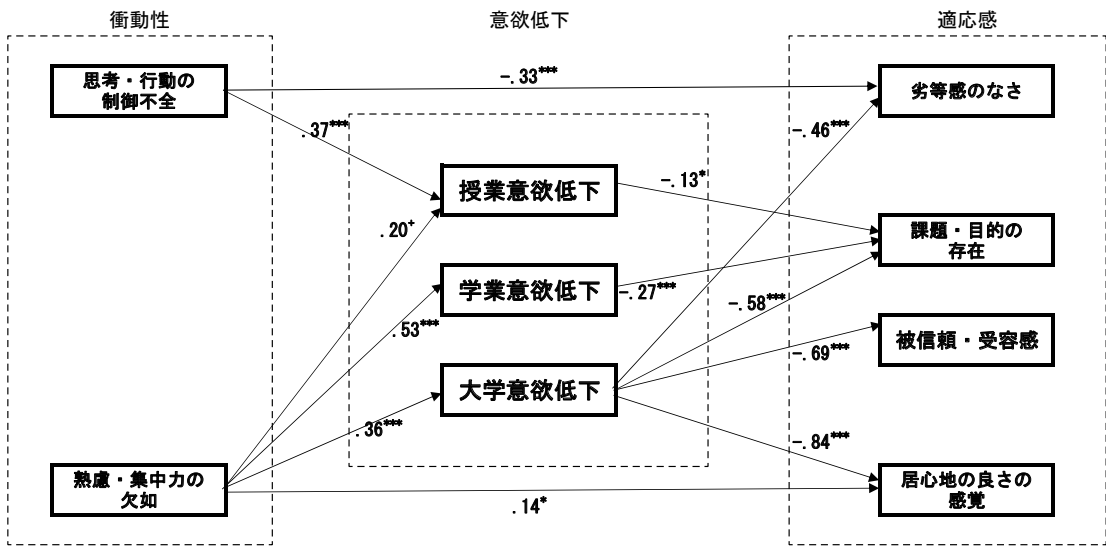 衝動性
意欲低下
適応感
思考・行動の
制御不全
-.33***
劣等感のなさ
.37***
-.46***
授業意欲低下
-.13*
.20+
課題・目的の
存在
学業意欲低下
-.27***
.53***
-.58***
被信頼・受容感
-.69***
大学意欲低下
.36***
-.84***
熟慮・集中力の
欠如
居心地の良さの
感覚
.14*